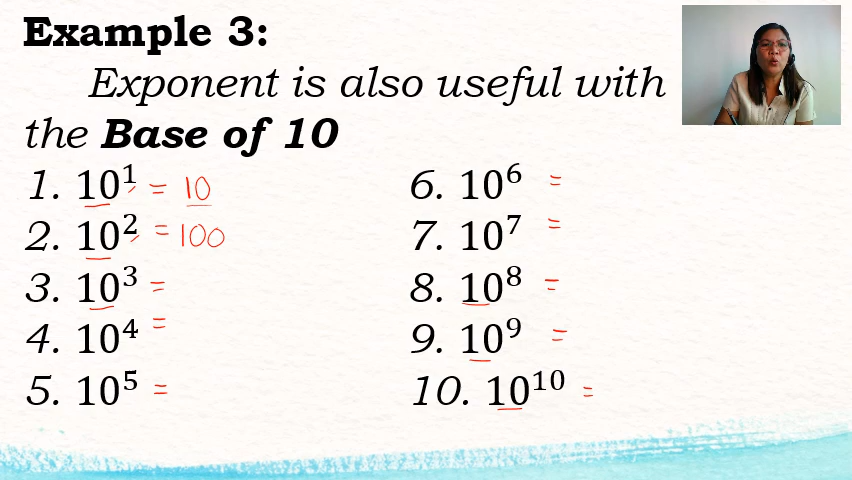 Example 3:
Exponent is also useful with
the Base of 10
1. 10¹ = 10
2. 10² = 100
3. 10³ =
4. 10⁴ =
5. 10⁵ =
6. 10⁶ =
7. 10⁷ =
8. 10⁸ =
9. 10⁹ =
10. 10¹⁰ =